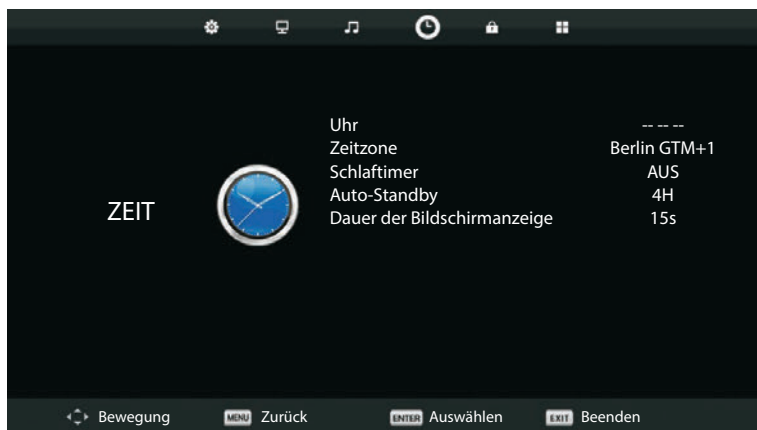 Uhr -- -- --
Zeitzone Berlin GTM+1
Schlaftimer AUS
Auto-Standby 4H
Dauer der Bildschirmanzeige 15s
ZEIT
Bewegung MENU Zurück ENTER Auswählen EXIT Beenden